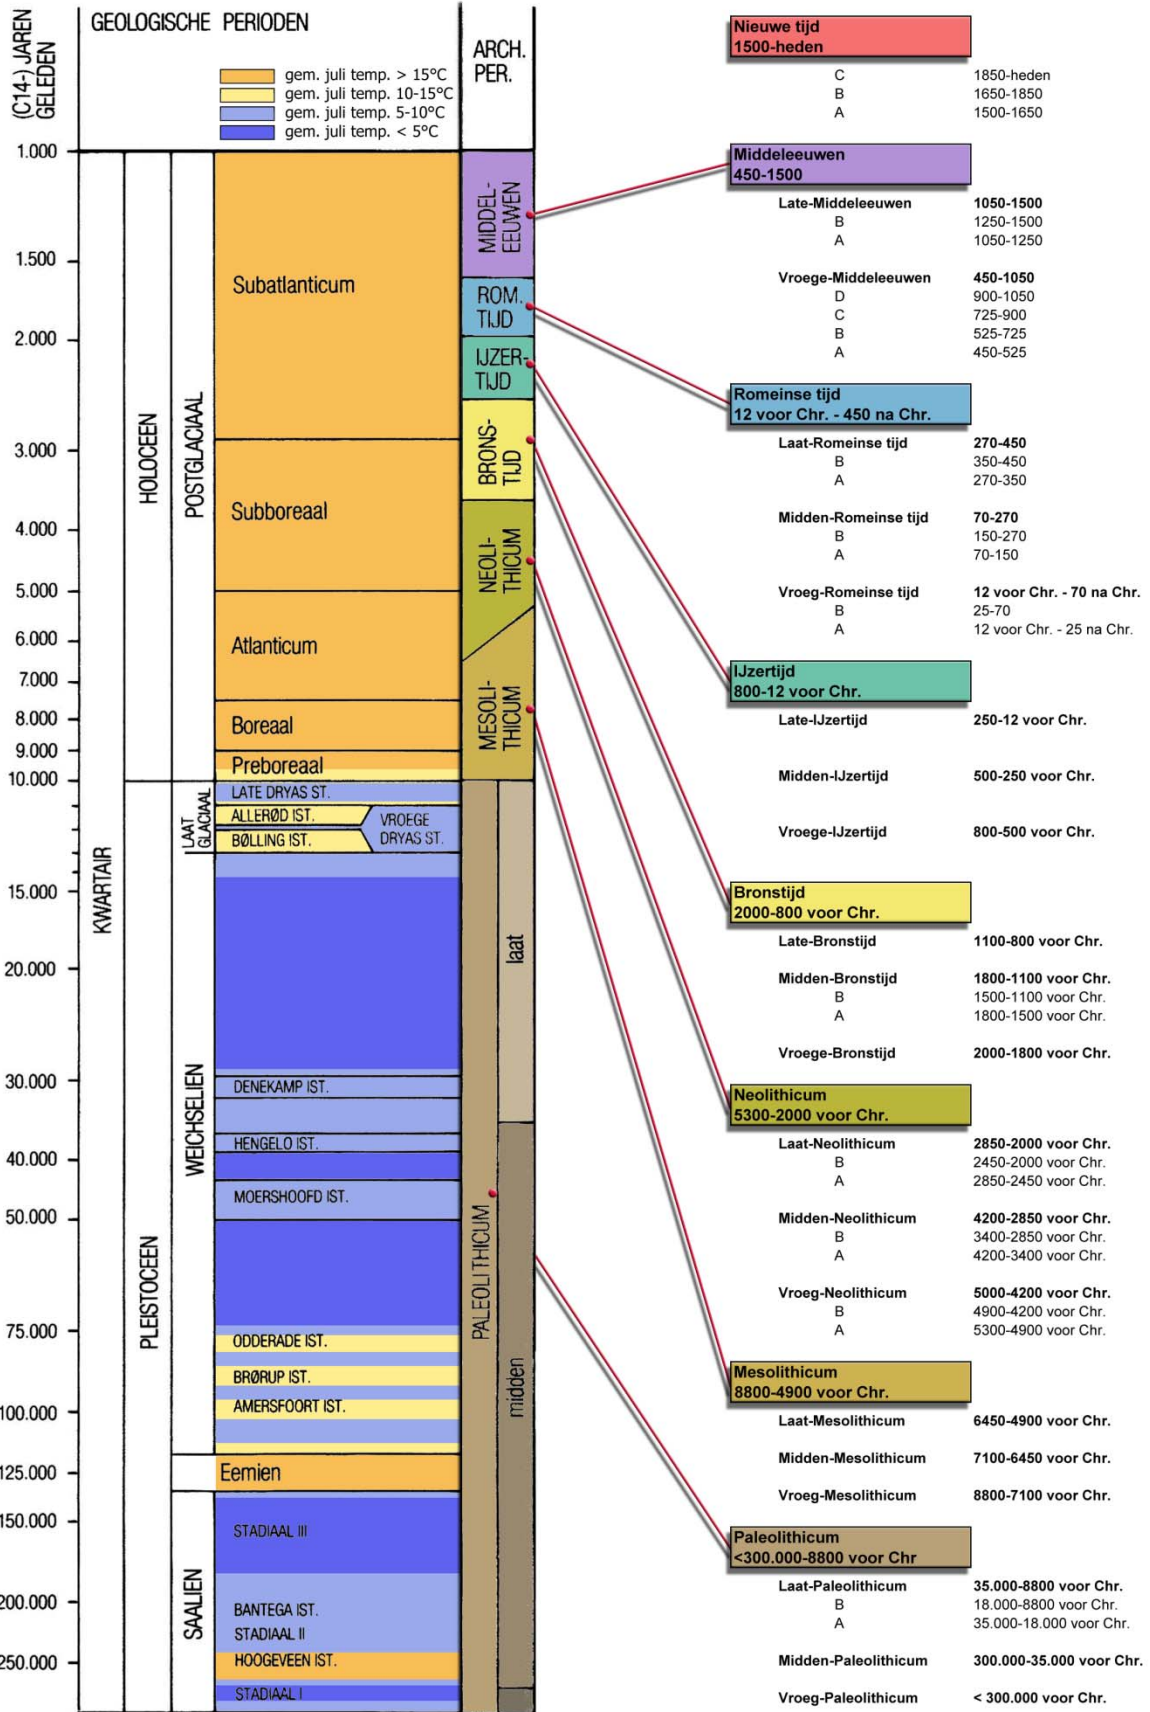 (C14-) JAREN
GELEDEN
GEOLOGISCHE PERIODEN
gem. juli temp. > 15°C
gem. juli temp. 10-15°C
gem. juli temp. 5-10°C
gem. juli temp. < 5°C
ARCH.
PER.
1.000
1.500
2.000
3.000
4.000
5.000
6.000
7.000
8.000
9.000
10.000
15.000
20.000
30.000
40.000
50.000
75.000
100.000
125.000
150.000
200.000
250.000
KWARTAIR
HOLOCEEN
PLEISTOCEEN
POSTGLACIAAL
LAAT
GLACIAAL
WEICHSELIEN
SAALIEN
Subatlanticum
Subboreaal
Atlanticum
Boreaal
Preboreaal
LATE DRYAS ST.
ALLERØD IST.
VROEGE
DRYAS ST.
BØLLING IST.
DENEKAMP IST.
HENGELO IST.
MOERSHOOFD IST.
ODDERADE IST.
BRØRUP IST.
AMERSFOORT IST.
Eemien
STADIAAL III
BANTEGA IST.
STADIAAL II
HOOGEVEEN IST.
STADIAAL I
MIDDEL-
EEUWEN
ROM.
TIJD
IJZER-
TIJD
BRONS-
TIJD
NEOLI-
THICUM
MESOLI-
THICUM
PALEOLITHICUM
laat
midden
Nieuwe tijd
1500-heden
C 1850-heden
B 1650-1850
A 1500-1650
Middeleeuwen
450-1500
Late-Middeleeuwen 1050-1500
B 1250-1500
A 1050-1250
Vroege-Middeleeuwen 450-1050
D 900-1050
C 725-900
B 525-725
A 450-525
Romeinse tijd
12 voor Chr. - 450 na Chr.
Laat-Romeinse tijd 270-450
B 350-450
A 270-350
Midden-Romeinse tijd 70-270
B 150-270
A 70-150
Vroeg-Romeinse tijd 12 voor Chr. - 70 na Chr.
B 25-70
A 12 voor Chr. - 25 na Chr.
IJzertijd
800-12 voor Chr.
Late-IJzertijd 250-12 voor Chr.
Midden-IJzertijd 500-250 voor Chr.
Vroege-IJzertijd 800-500 voor Chr.
Bronstijd
2000-800 voor Chr.
Late-Bronstijd 1100-800 voor Chr.
Midden-Bronstijd 1800-1100 voor Chr.
B 1500-1100 voor Chr.
A 1800-1500 voor Chr.
Vroege-Bronstijd 2000-1800 voor Chr.
Neolithicum
5300-2000 voor Chr.
Laat-Neolithicum 2850-2000 voor Chr.
B 2450-2000 voor Chr.
A 2850-2450 voor Chr.
Midden-Neolithicum 4200-2850 voor Chr.
B 3400-2850 voor Chr.
A 4200-3400 voor Chr.
Vroeg-Neolithicum 5000-4200 voor Chr.
B 4900-4200 voor Chr.
A 5300-4900 voor Chr.
Mesolithicum
8800-4900 voor Chr.
Laat-Mesolithicum 6450-4900 voor Chr.
Midden-Mesolithicum 7100-6450 voor Chr.
Vroeg-Mesolithicum 8800-7100 voor Chr.
Paleolithicum
<300.000-8800 voor Chr
Laat-Paleolithicum 35.000-8800 voor Chr.
B 18.000-8800 voor Chr.
A 35.000-18.000 voor Chr.
Midden-Paleolithicum 300.000-35.000 voor Chr.
Vroeg-Paleolithicum < 300.000 voor Chr.